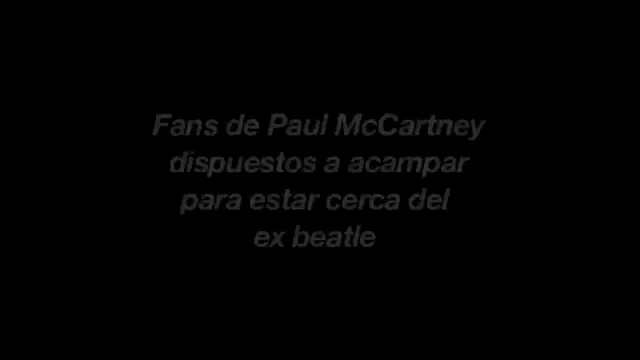 Fans de Paul McCartney
dispuestos a acampar
para estar cerca del
ex beatle